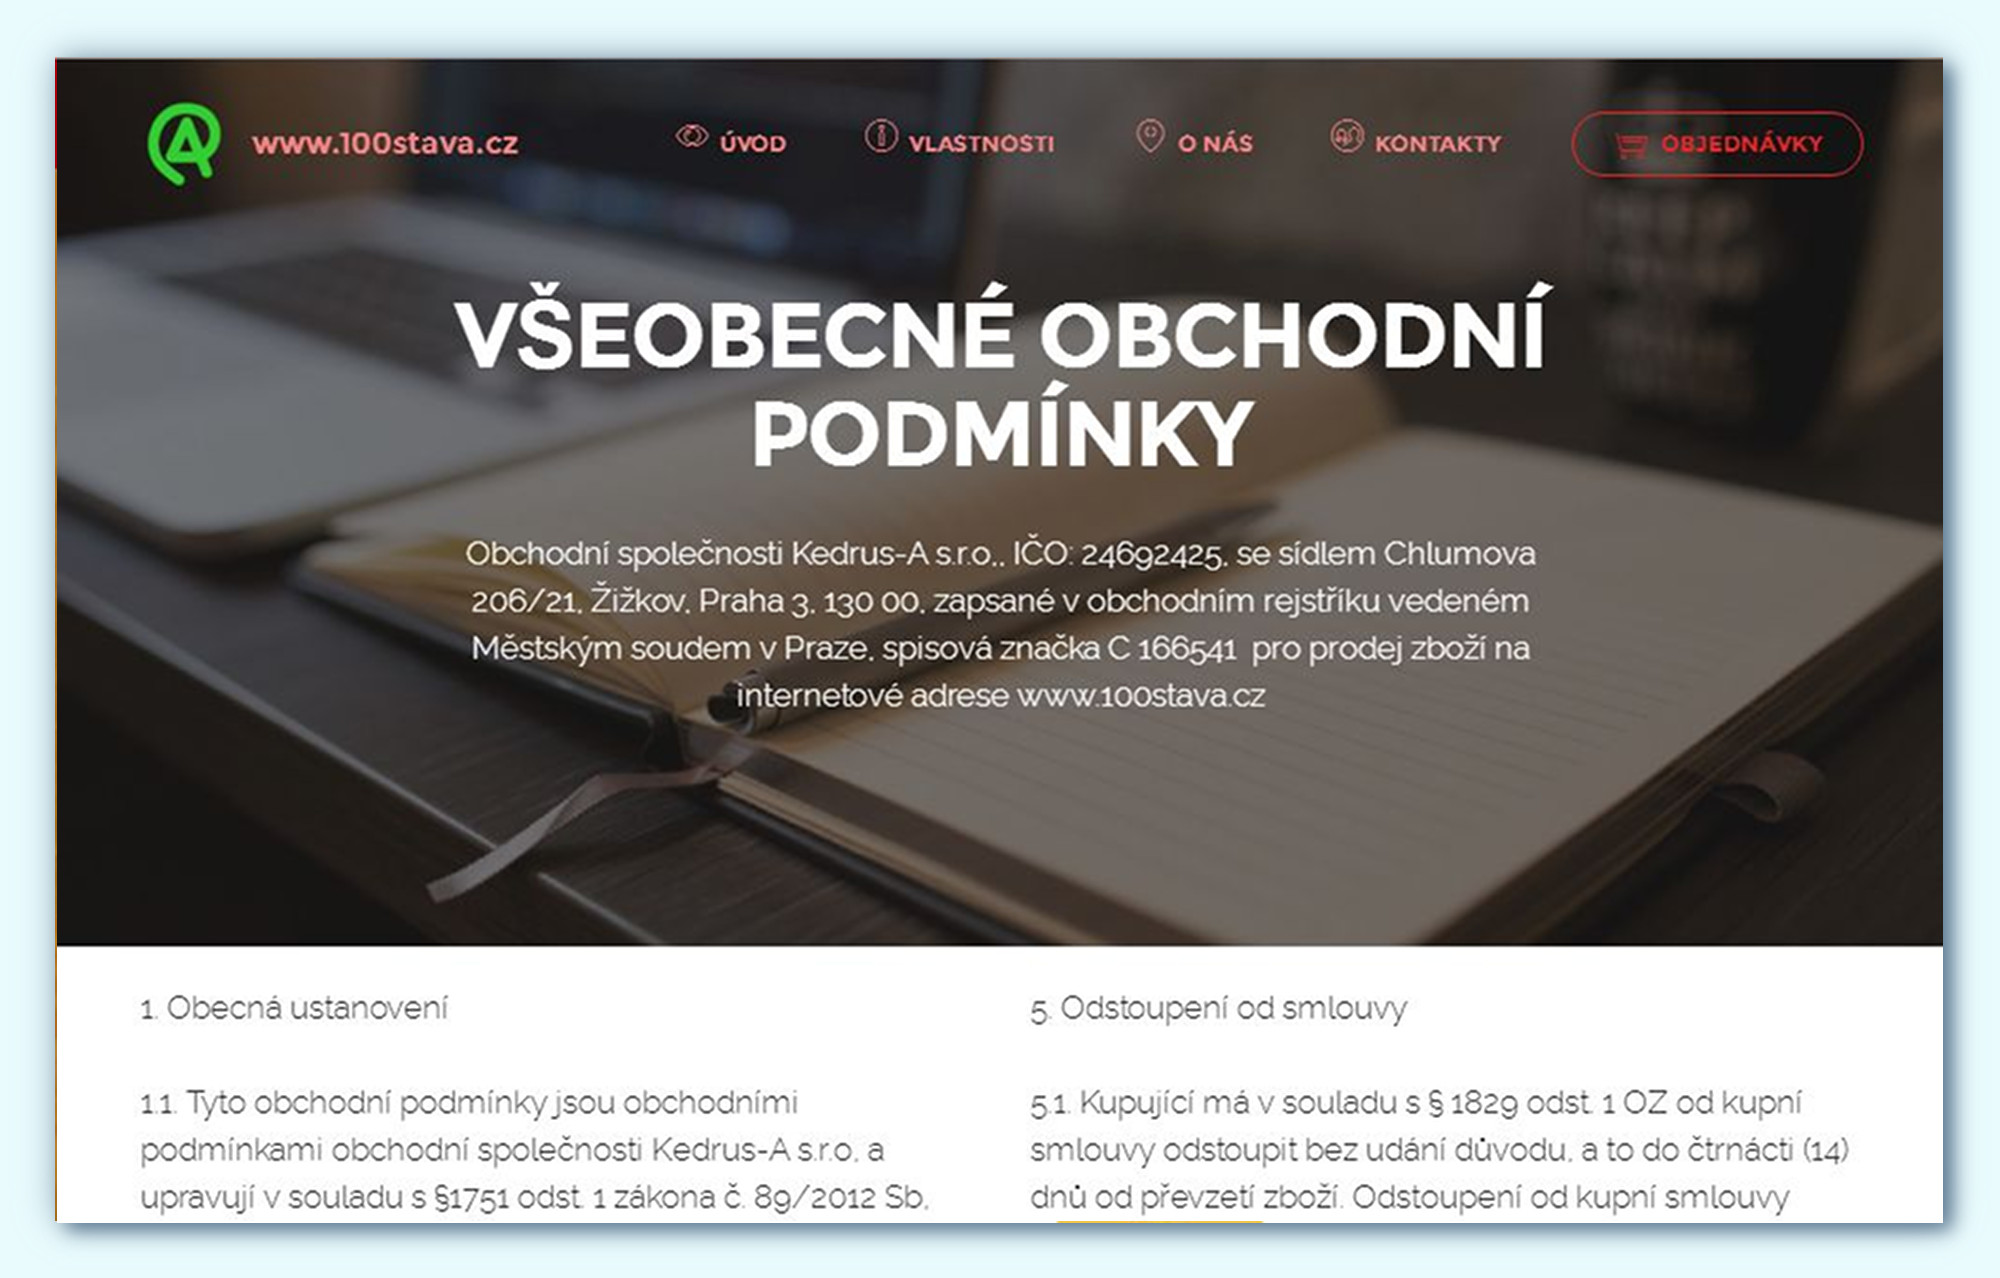 www.100stava.cz
ÚVOD
VLASTNOSTI
O NÁS
KONTAKTY
OBJEDNÁVKY
VŠEOBECNÉ OBCHODNÍ
PODMÍNKY
Obchodní společnosti Kedrus-A s.r.o,, IČO: 24692425, se sídlem Chlumova
206/21, Žižkov, Praha 3, 130 00, zapsané v obchodním rejstříku vedeném
Městským soudem v Praze, spisová značka C 166541 pro prodej zboží na
internetové adrese www.100stava.cz
1. Obecná ustanovení
1.1. Tyto obchodní podmínky jsou obchodními
podmínkami obchodní společnosti Kedrus-A s.r.o, a
upravují v souladu s §1751 odst. 1 zákona č. 89/2012 Sb,
5. Odstoupení od smlouvy
5.1. Kupující má v souladu s § 1829 odst. 1 OZ od kupní
smlouvy odstoupit bez udání důvodu, a to do čtrnácti (14)
dnů od převzetí zboží. Odstoupení od kupní smlouvy